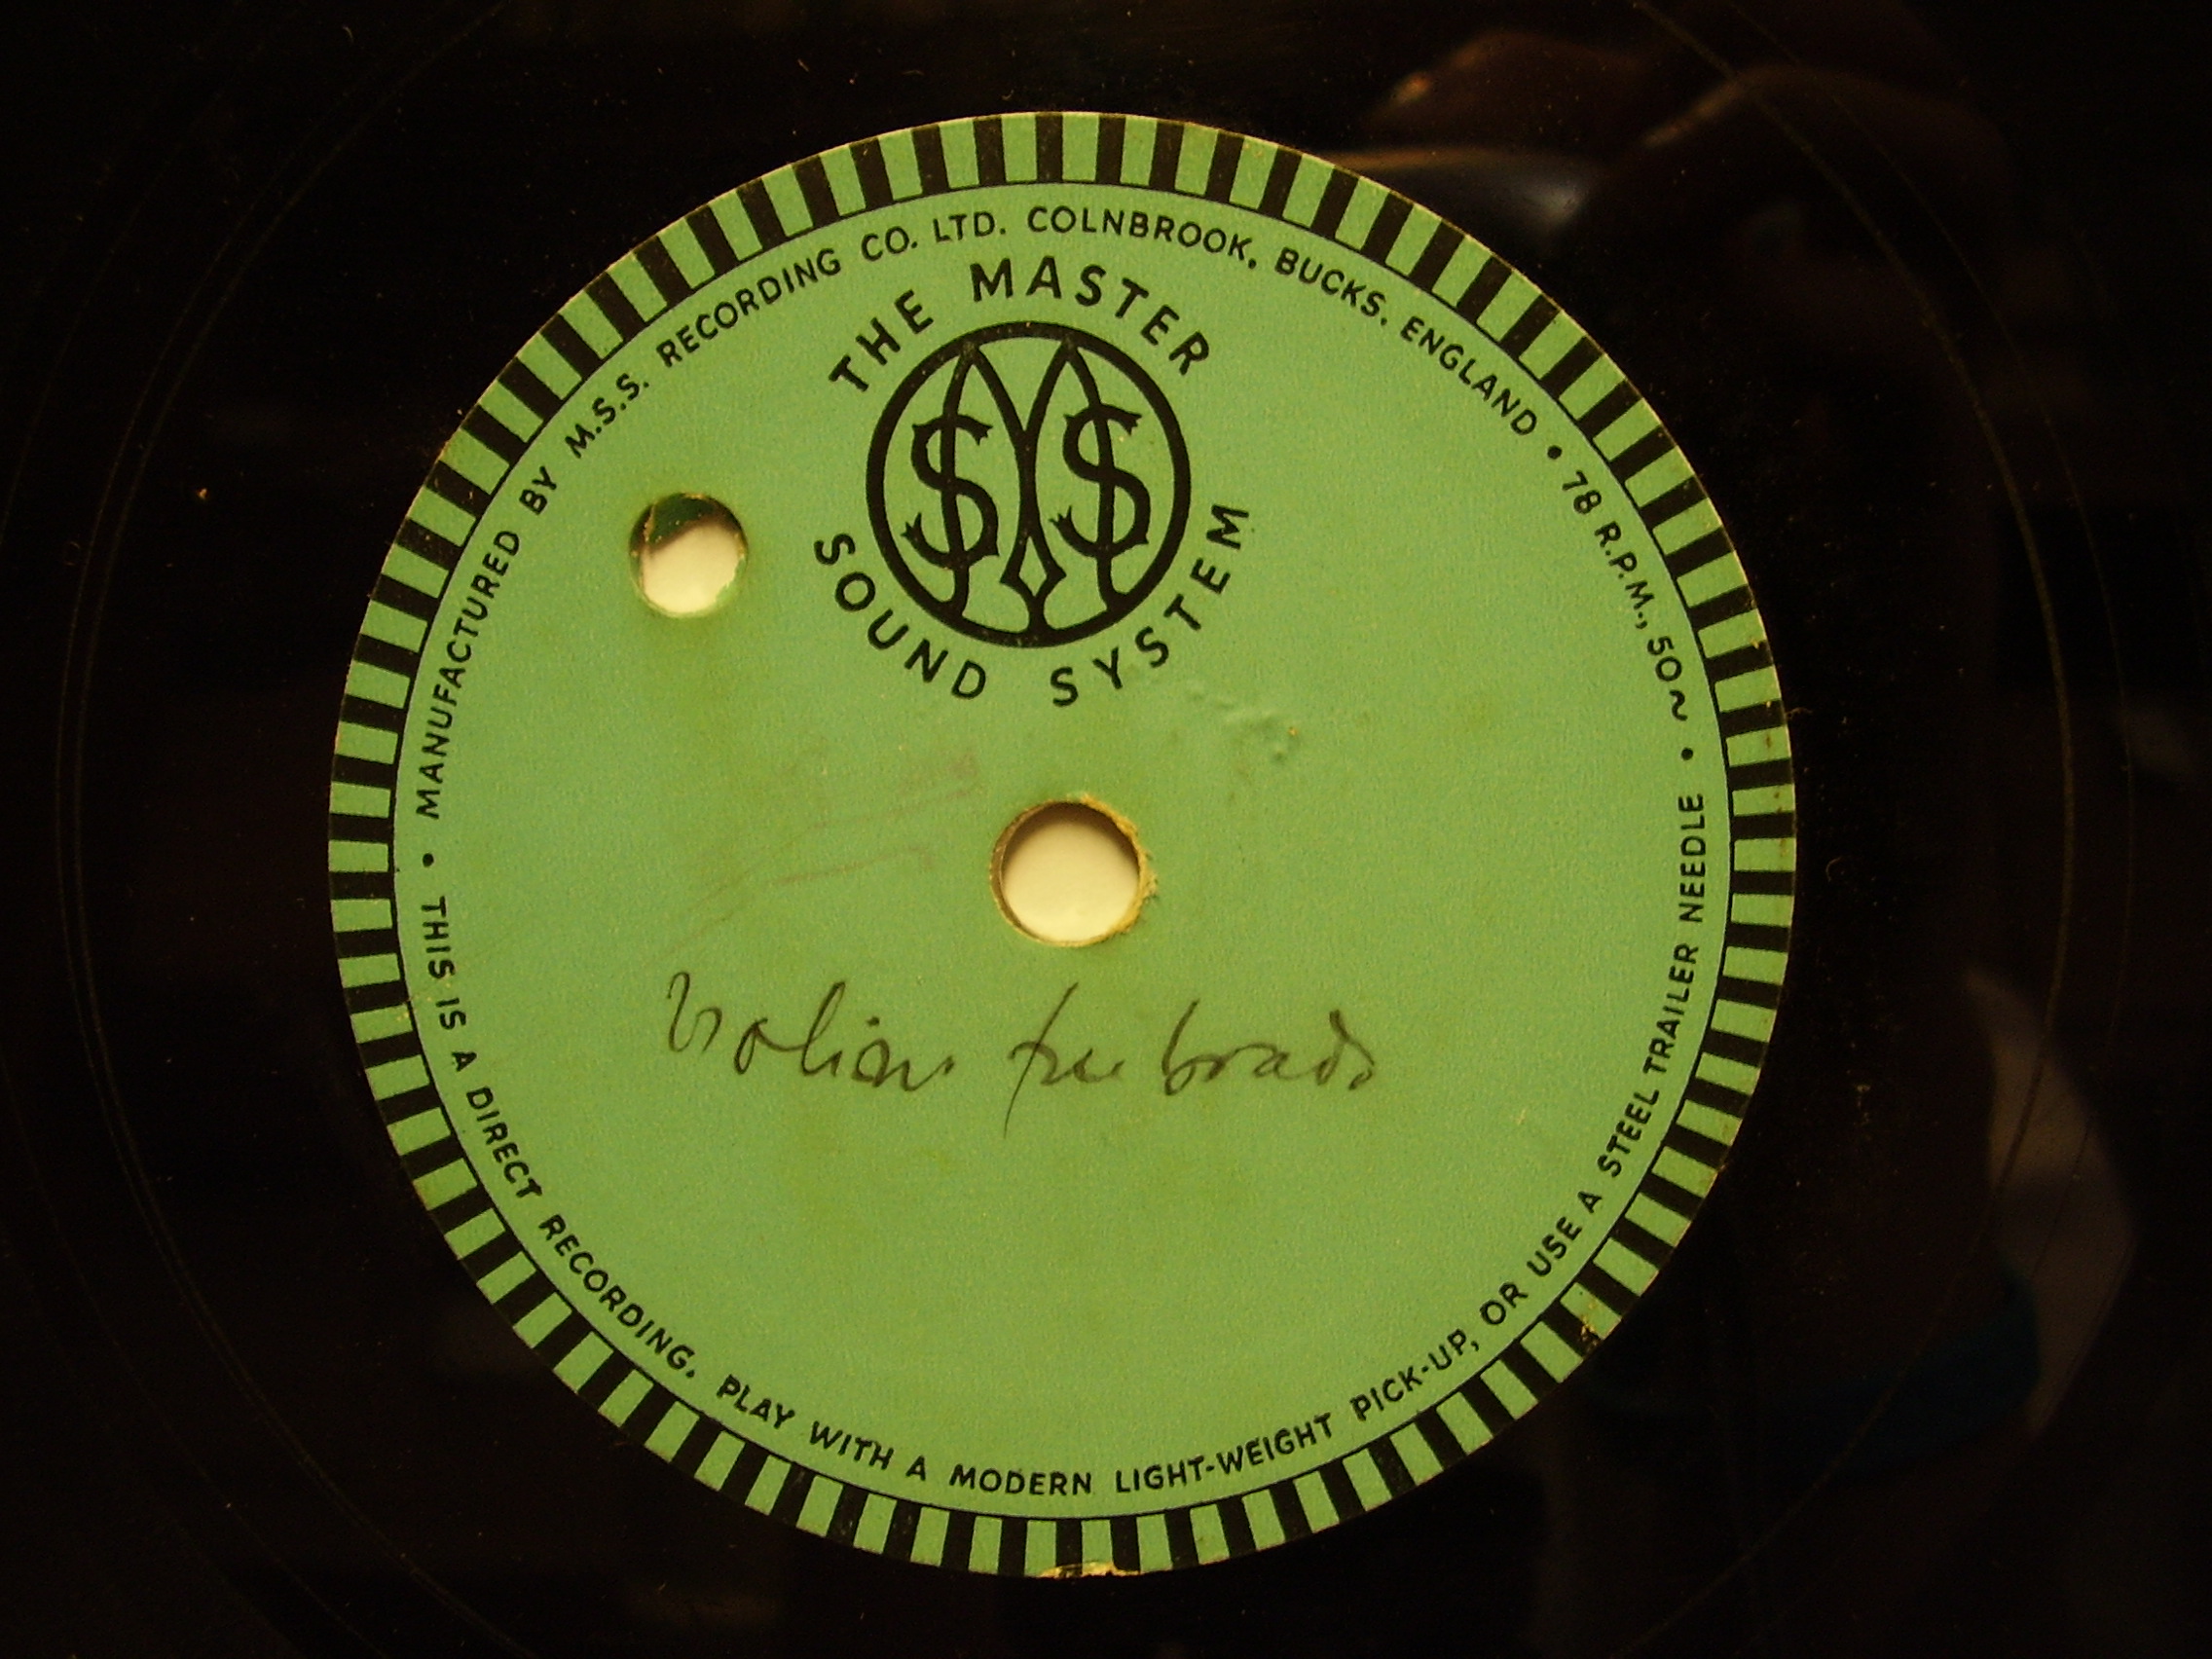 • MANUFACTURED BY M.S.S. RECORDING CO. LTD. COLNBROOK, BUCKS. ENGLAND • 78 R.P.M., 50~ •
THE MASTER
MSS
SOUND SYSTEM
THIS IS A DIRECT RECORDING. PLAY WITH A MODERN LIGHT-WEIGHT PICK-UP, OR USE A STEEL TRAILER NEEDLE